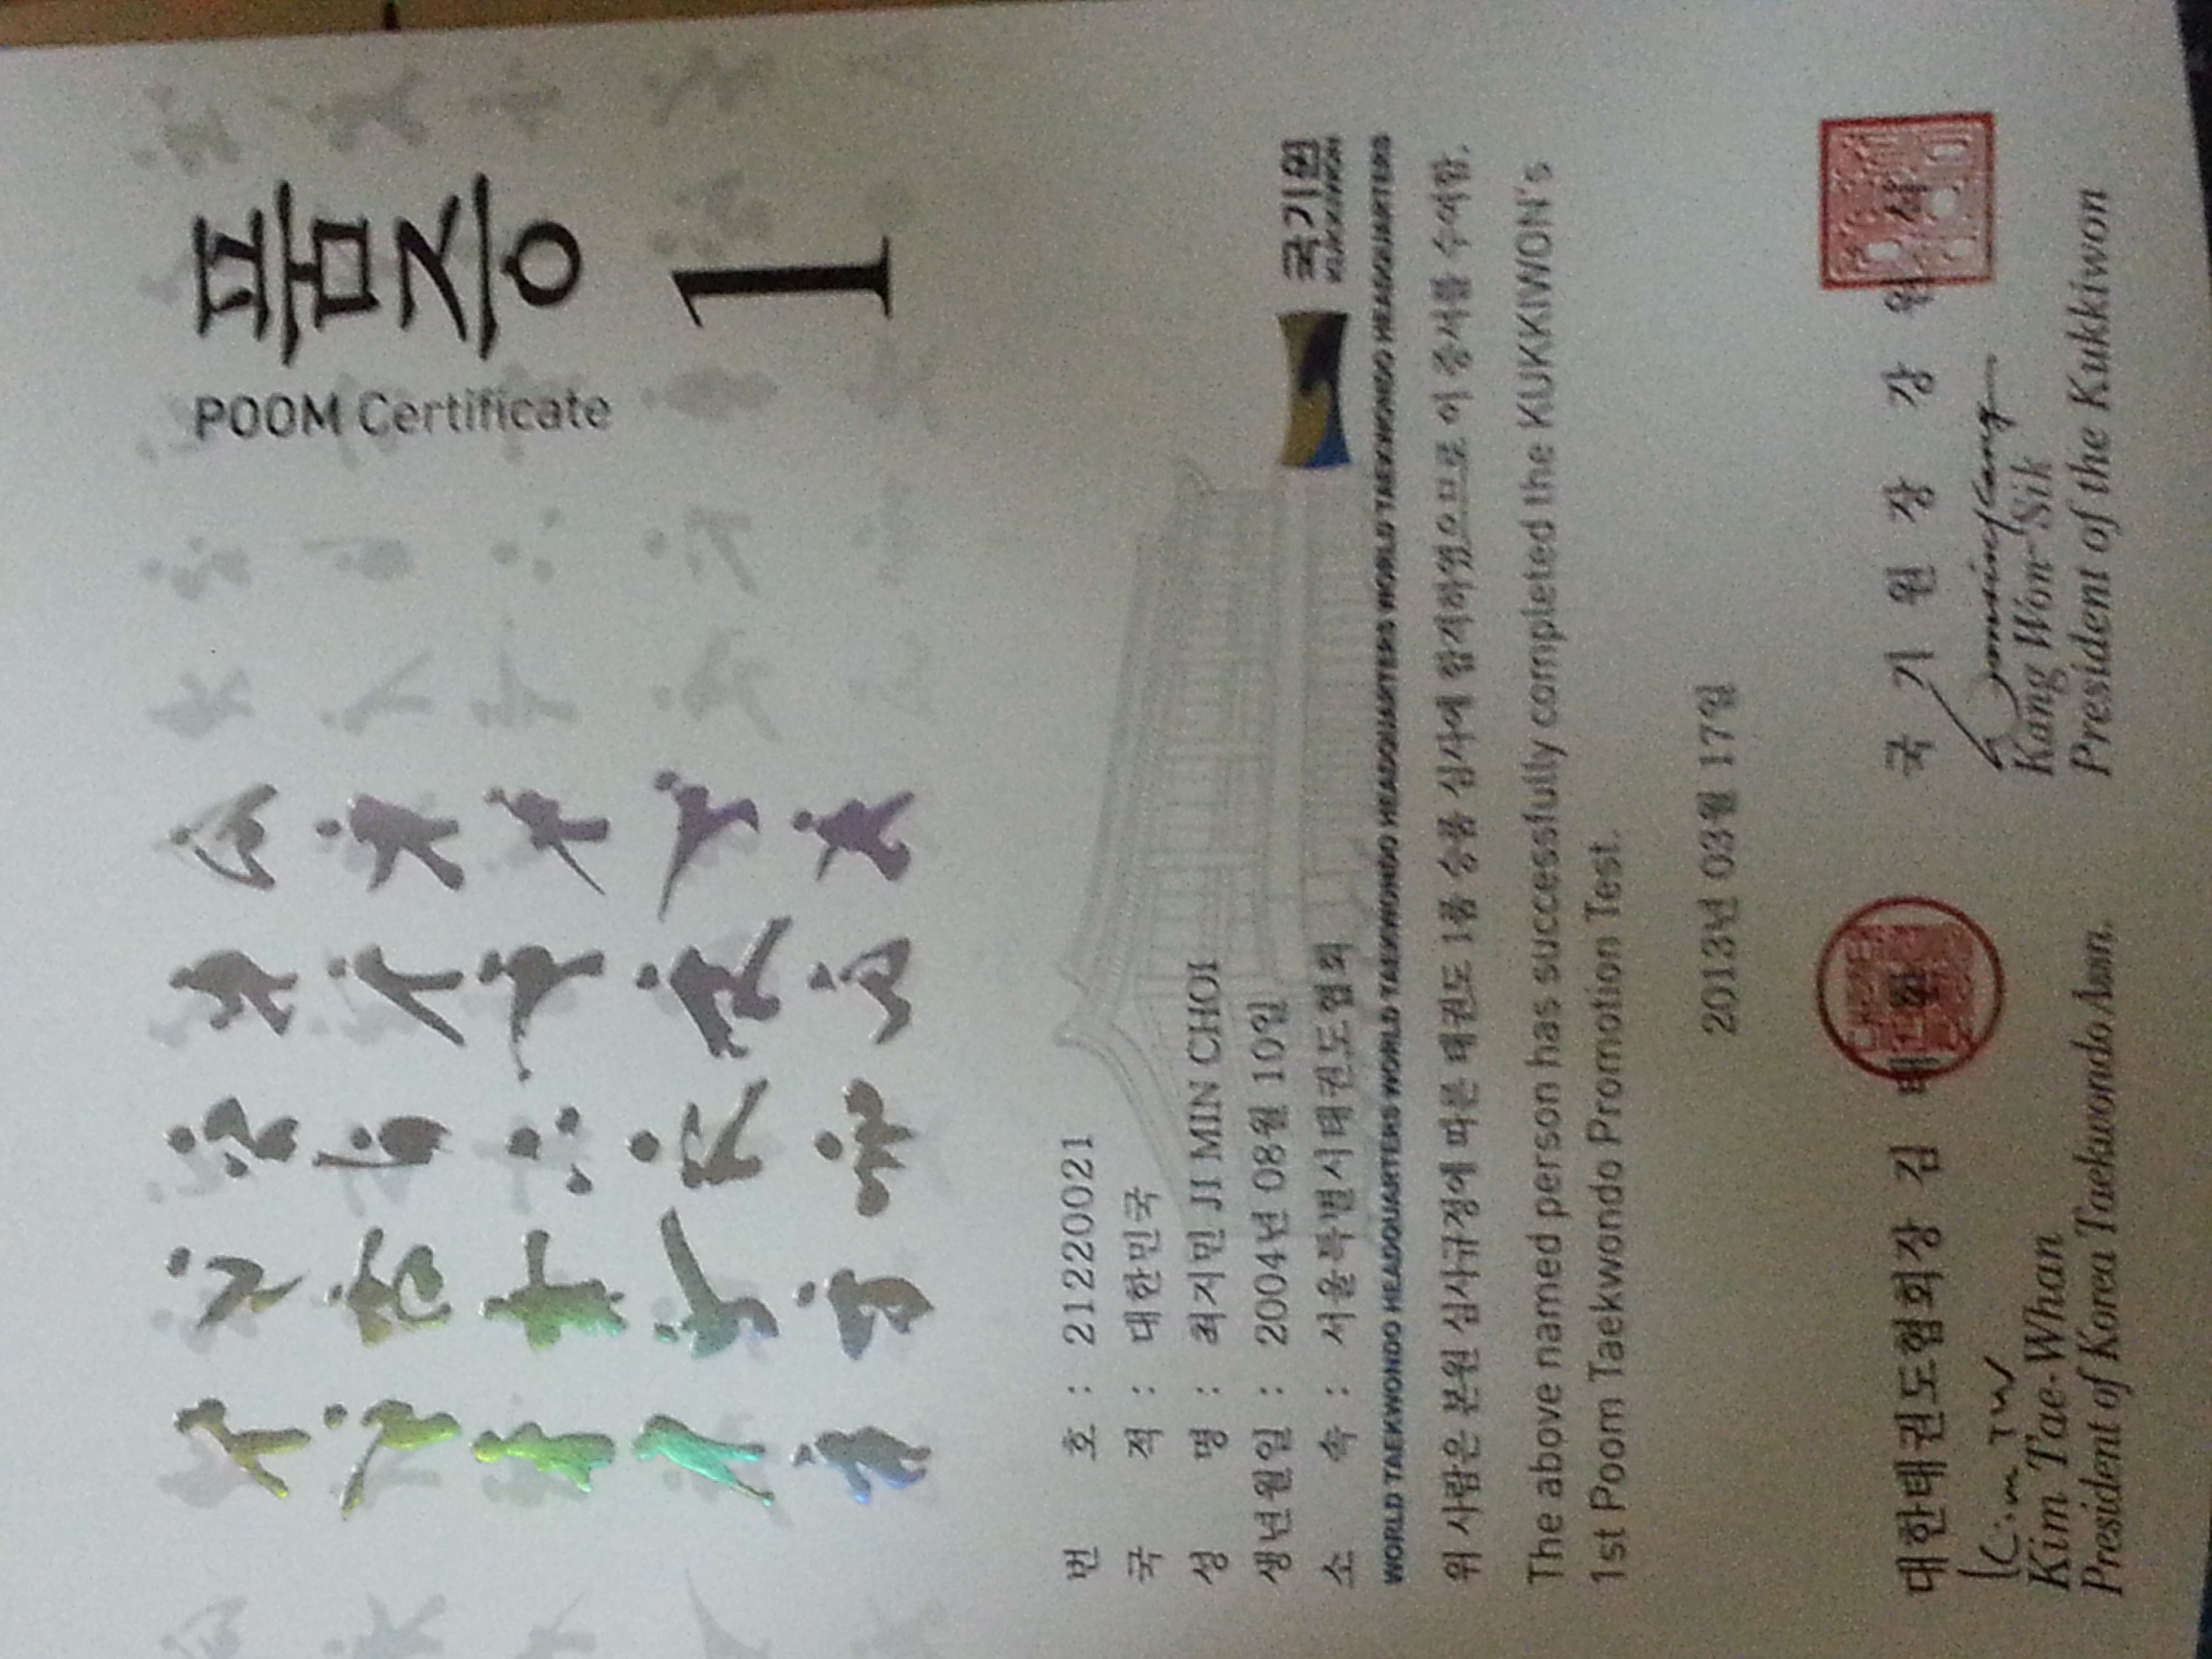 품증 1
POOM Certificate
번 호 : 21220021
국 적 : 대한민국
성 명 : 최지민 JI MIN CHOI
생년월일 : 2004년 08월 10일
소 속 : 서울특별시태권도협회
국기원
KUKKIWON
WORLD TAEKWONDO HEADQUARTERS WORLD TAEKWONDO HEADQUARTERS WORLD TAEKWONDO HEADQUARTERS
위 사람은 본원 심사규정에 따른 태권도 1품 승품 심사에 합격하였으므로 이 증서를 수여함.
The above named person has successfully completed the KUKKIWON's
1st Poom Taekwondo Promotion Test.
2013년 03월 17일
대한태권도협회장 김 태 환
Kim TW
Kim Tae-Whan
President of Korea Taekwondo Assn.
국 기 원 장 강 원 식
Wonsik Kang
Kang Won-Sik
President of the Kukkiwon